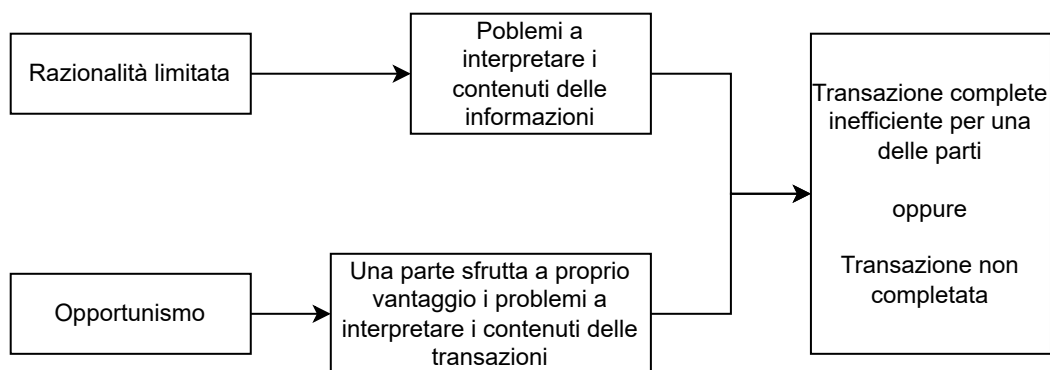 Razionalità limitata
Poblemi a
interpretare i
contenuti delle
informazioni
Opportunismo
Una parte sfrutta a proprio
vantaggio i problemi a
interpretare i contenuti delle
transazioni
Transazione complete
inefficiente per una
delle parti
oppure
Transazione non
completata